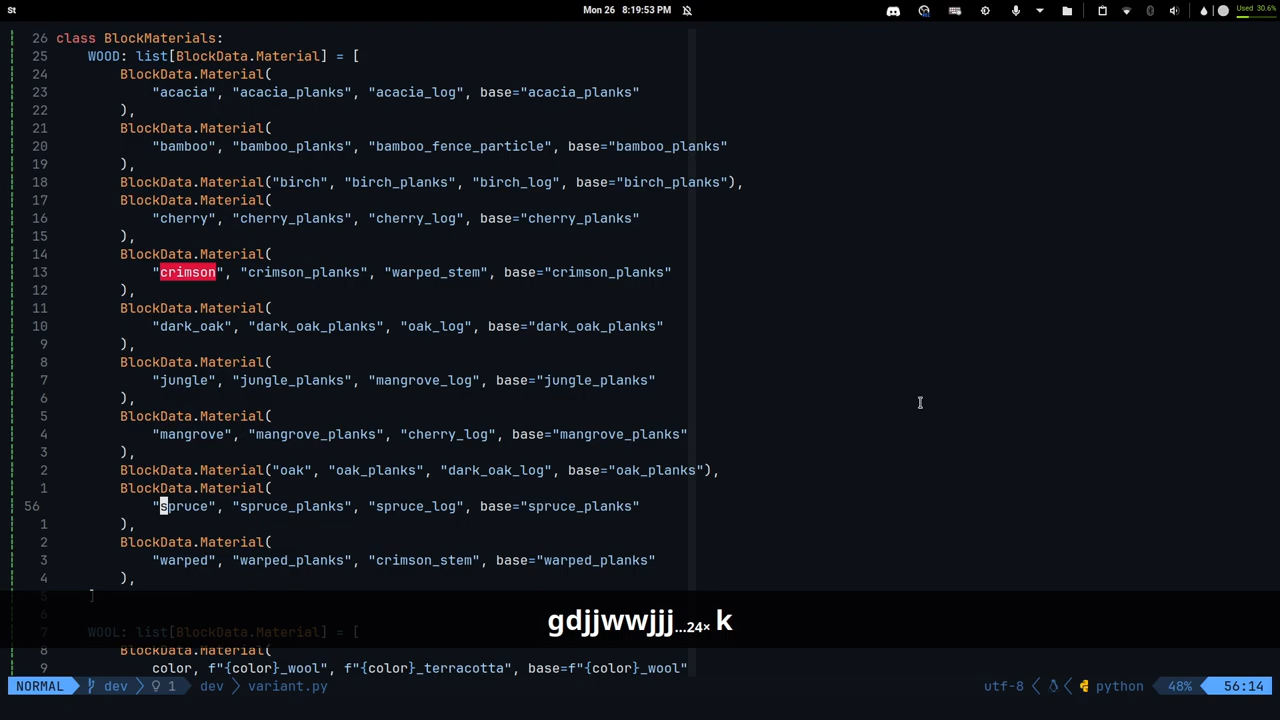 St
Mon 26 8:19:53 PM
Used 30.6%
26 class BlockMaterials:
25 WOOD: list[BlockData.Material] = [
24 BlockData.Material(
23 "acacia", "acacia_planks", "acacia_log", base="acacia_planks"
22 ),
21 BlockData.Material(
20 "bamboo", "bamboo_planks", "bamboo_fence_particle", base="bamboo_planks"
19 ),
18 BlockData.Material("birch", "birch_planks", "birch_log", base="birch_planks"),
17 BlockData.Material(
16 "cherry", "cherry_planks", "cherry_log", base="cherry_planks"
15 ),
14 BlockData.Material(
13 "crimson", "crimson_planks", "warped_stem", base="crimson_planks"
12 ),
11 BlockData.Material(
10 "dark_oak", "dark_oak_planks", "oak_log", base="dark_oak_planks"
9 ),
8 BlockData.Material(
7 "jungle", "jungle_planks", "mangrove_log", base="jungle_planks"
6 ),
5 BlockData.Material(
4 "mangrove", "mangrove_planks", "cherry_log", base="mangrove_planks"
3 ),
2 BlockData.Material("oak", "oak_planks", "dark_oak_log", base="oak_planks"),
1 BlockData.Material(
56 "spruce", "spruce_planks", "spruce_log", base="spruce_planks"
1 ),
2 BlockData.Material(
3 "warped", "warped_planks", "crimson_stem", base="warped_planks"
4 ),
5 ]
6
7 WOOL: list[BlockData.Material] = [
8 BlockData.Material(
9 color, f"{color}_wool", f"{color}_terracotta", base=f"{color}_wool"
gdjjwwjjj...24× k
NORMAL dev 1 dev variant.py utf-8 python 48% 56:14